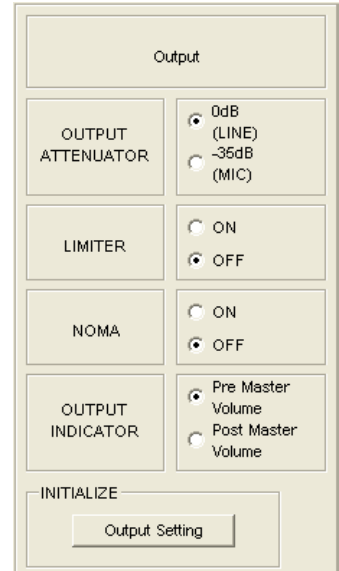 Output
OUTPUT
ATTENUATOR
0dB
(LINE)
-35dB
(MIC)
LIMITER
ON
OFF
NOMA
ON
OFF
OUTPUT
INDICATOR
Pre Master
Volume
Post Master
Volume
INITIALIZE
Output Setting